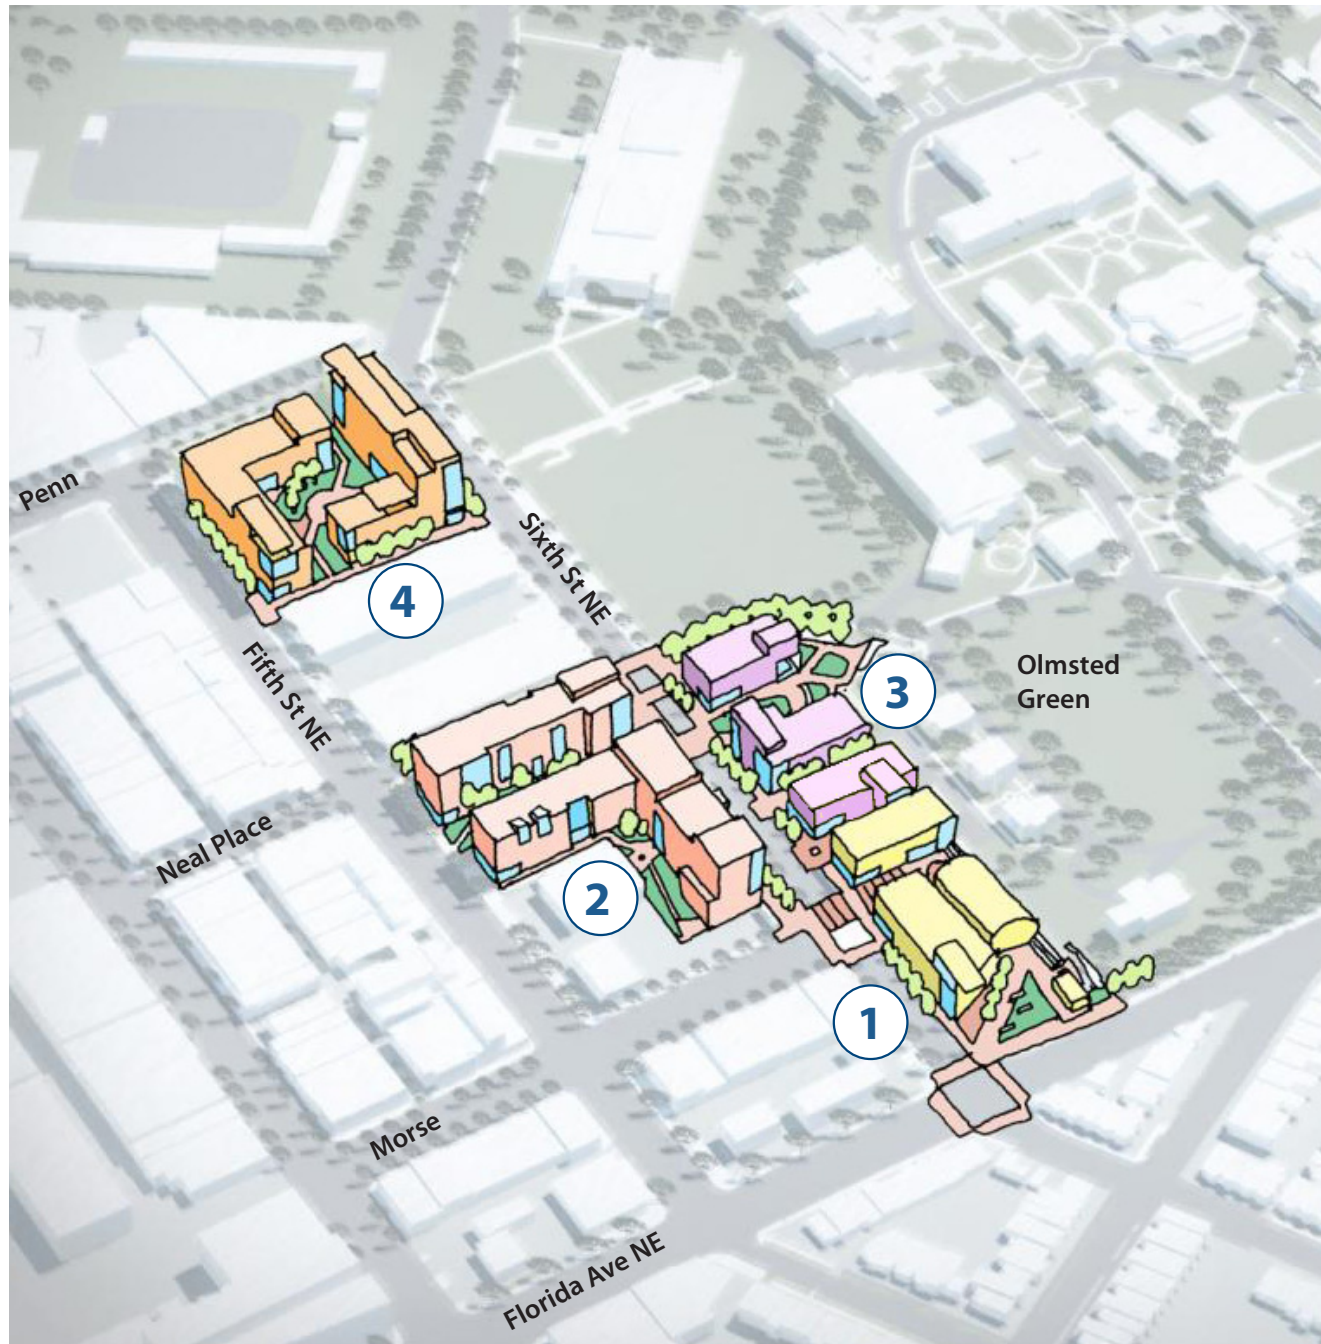 Penn
Sixth St NE
4
Fifth St NE
3
Olmsted
Green
Neal Place
2
1
Morse
Florida Ave NE